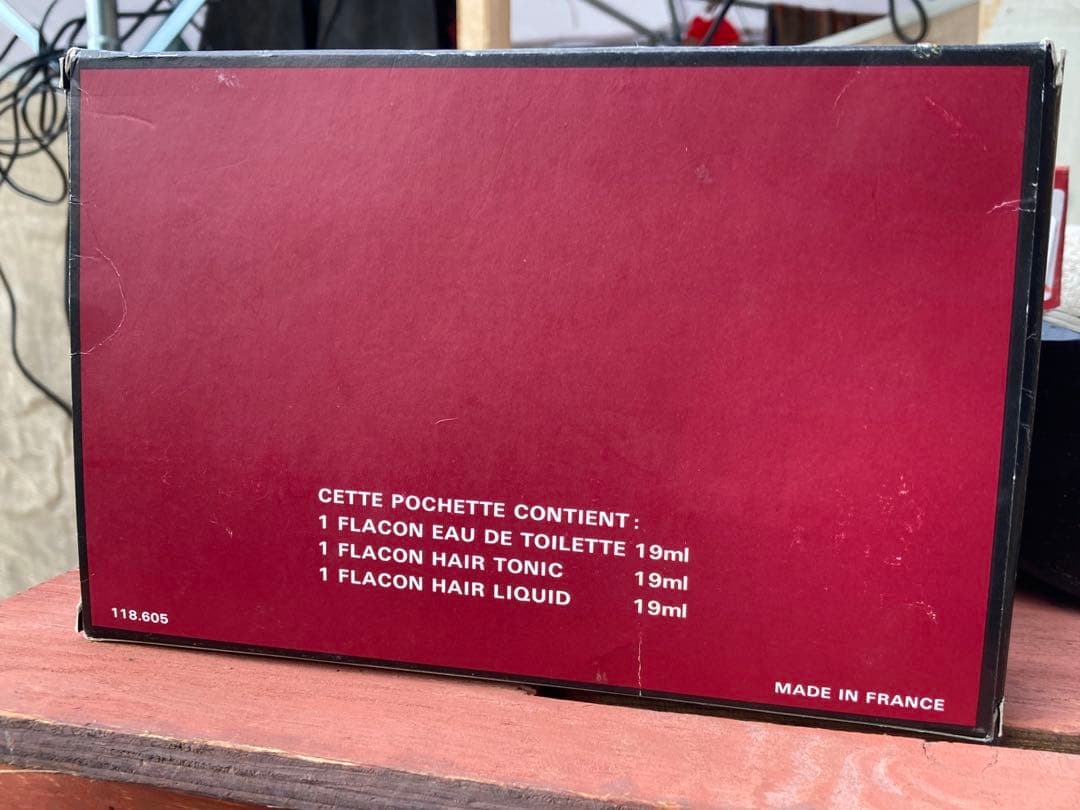 CETTE POCHETTE CONTIENT:
1 FLACON EAU DE TOILETTE 19ml
1 FLACON HAIR TONIC 19ml
1 FLACON HAIR LIQUID 19ml
118.605
MADE IN FRANCE